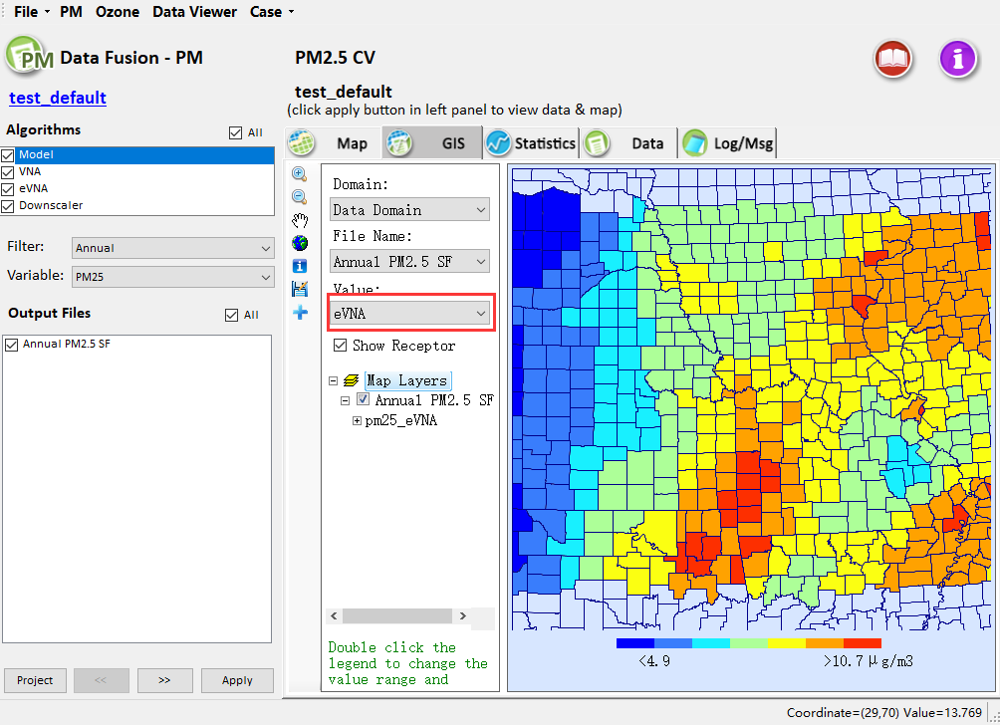 File PM Ozone Data Viewer Case
PM Data Fusion - PM
PM2.5 CV
test_default
test_default
(click apply button in left panel to view data & map)
Algorithms
All
Model
VNA
eVNA
Downscaler
Filter: Annual
Variable: PM25
Output Files
All
Annual PM2.5 SF
Project << >> Apply
Map GIS Statistics Data Log/Msg
Domain:
Data Domain
File Name:
Annual PM2.5 SF
Value:
eVNA
Show Receptor
Map Layers
Annual PM2.5 SF
pm25_eVNA
Double click the
legend to change the
value range and
<4.9 >10.7μg/m3
Coordinate=(29,70) Value=13.769